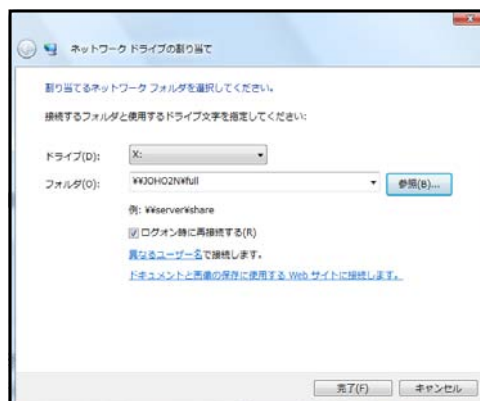 ネットワーク ドライブの割り当て
割り当てるネットワーク フォルダを選択してください。
接続するフォルダと使用するドライブ文字を指定してください:
ドライブ(D): X:
フォルダ(O): ¥¥JOHO2N¥full 参照(B)...
例: ¥¥server¥share
ログオン時に再接続する(R)
異なるユーザー名で接続します。
ドキュメントと画像の保存に使用する Web サイトに接続します。
完了(F) キャンセル